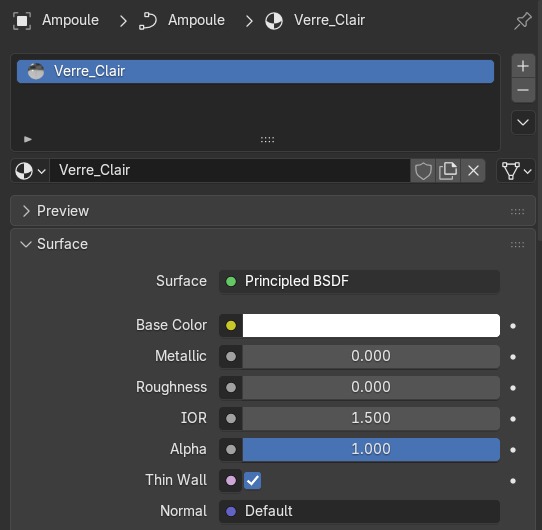 Ampoule Ampoule Verre_Clair
Verre_Clair
Verre_Clair
Preview
Surface
Surface Principled BSDF
Base Color
Metallic 0.000
Roughness 0.000
IOR 1.500
Alpha 1.000
Thin Wall
Normal Default